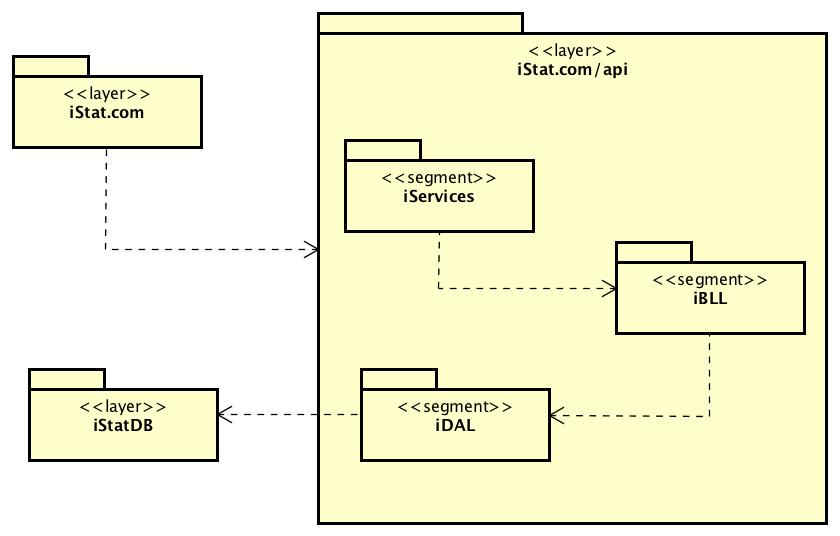 <<layer>>
iStat.com/api
<<layer>>
iStat.com
<<segment>>
iServices
<<segment>>
iBLL
<<layer>>
iStatDB
<<segment>>
iDAL